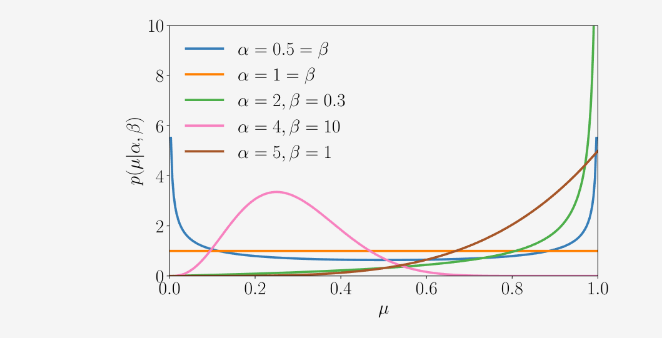 10
8
6
4
2
0
p(μ|α, β)
α = 0.5 = β
α = 1 = β
α = 2, β = 0.3
α = 4, β = 10
α = 5, β = 1
0.0 0.2 0.4 0.6 0.8 1.0
μ